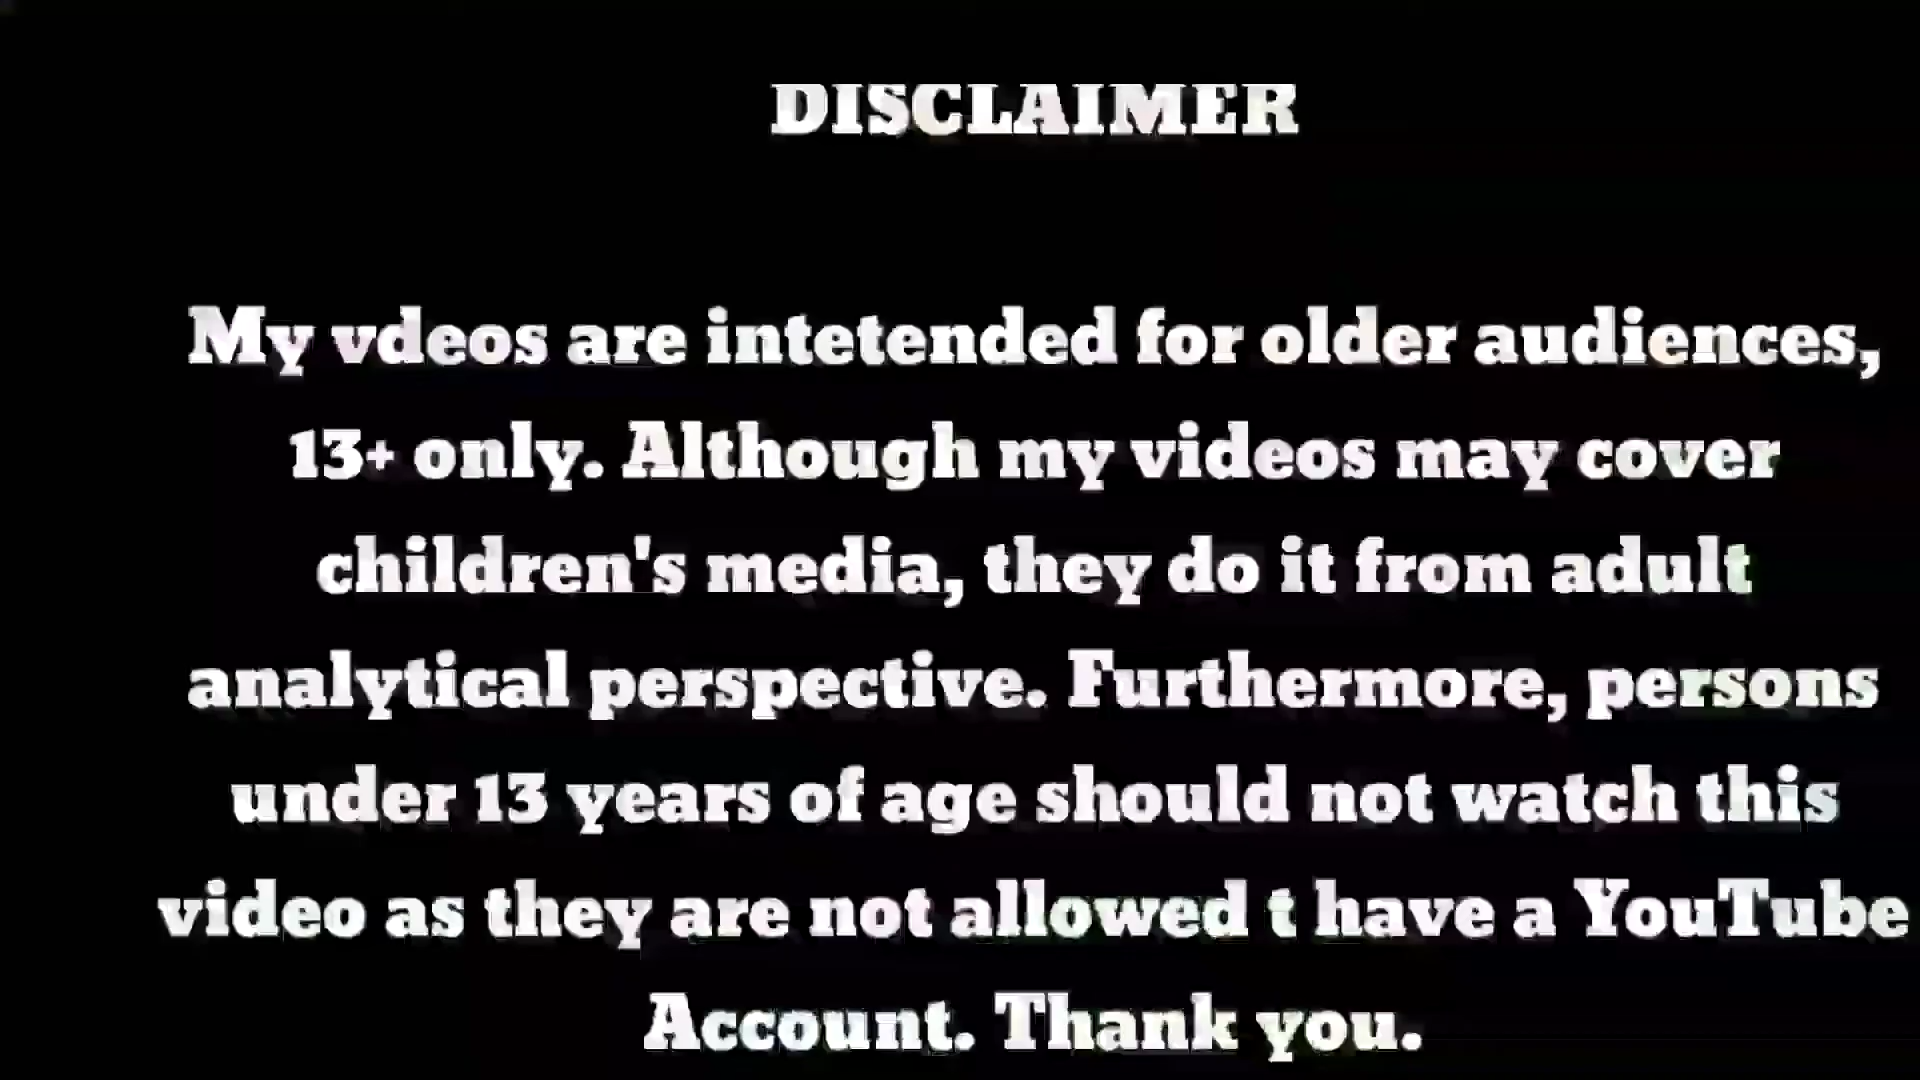 DISCLAIMER
My vdeos are intetended for older audiences,
13+ only. Although my videos may cover
children's media, they do it from adult
analytical perspective. Furthermore, persons
under 13 years of age should not watch this
video as they are not allowed t have a YouTube
Account. Thank you.